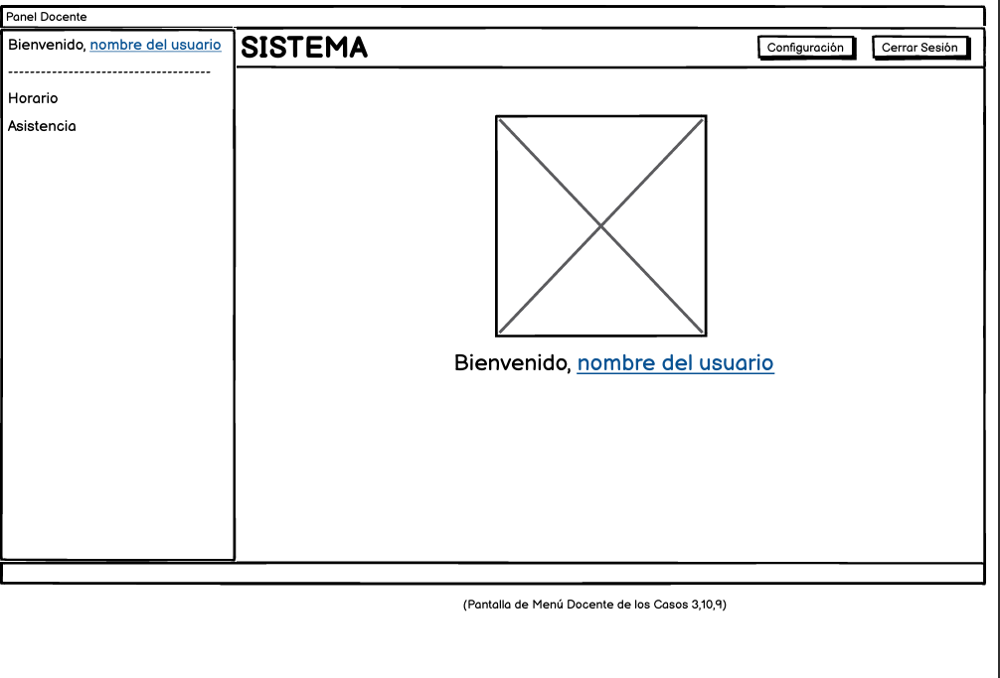 Panel Docente
Bienvenido, nombre del usuario
------------------------------------
Horario
Asistencia
SISTEMA
Configuración
Cerrar Sesión
Bienvenido, nombre del usuario
(Pantalla de Menú Docente de los Casos 3,10,9)